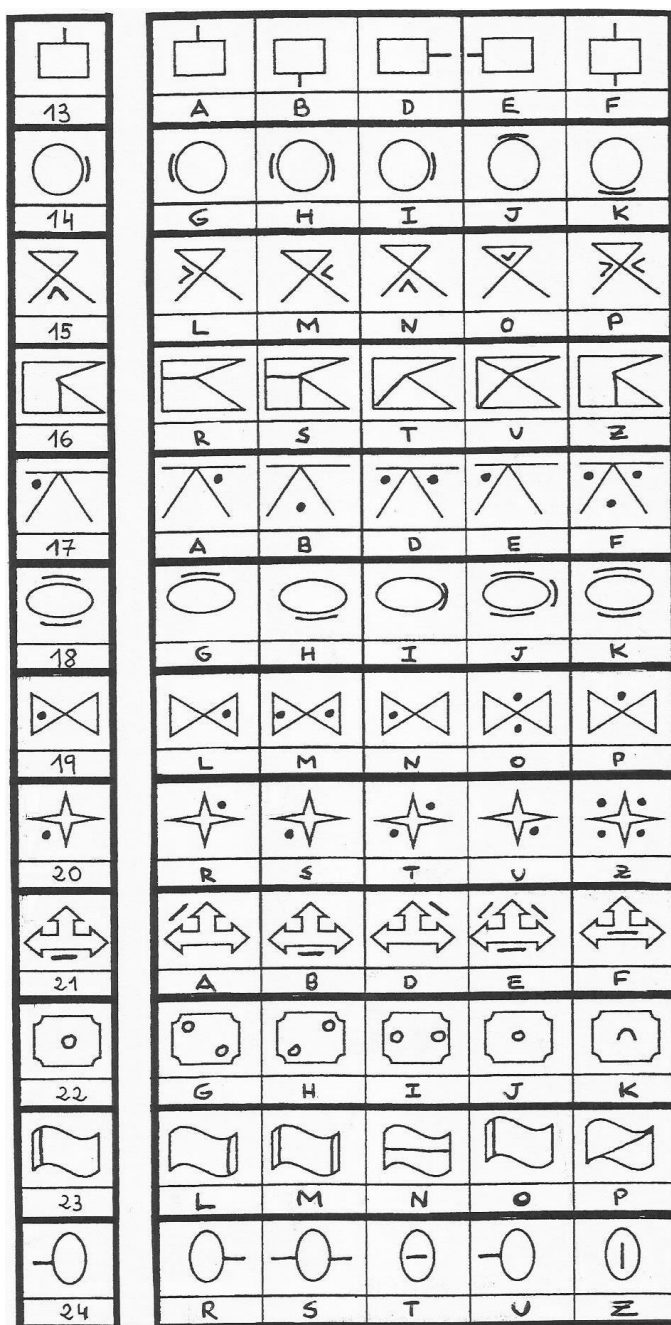 13 A B D E F
14 G H I J K
15 L M N O P
16 R S T U Z
17 A B D E F
18 G H I J K
19 L M N O P
20 R S T U Z
21 A B D E F
22 G H I J K
23 L M N O P
24 R S T U Z